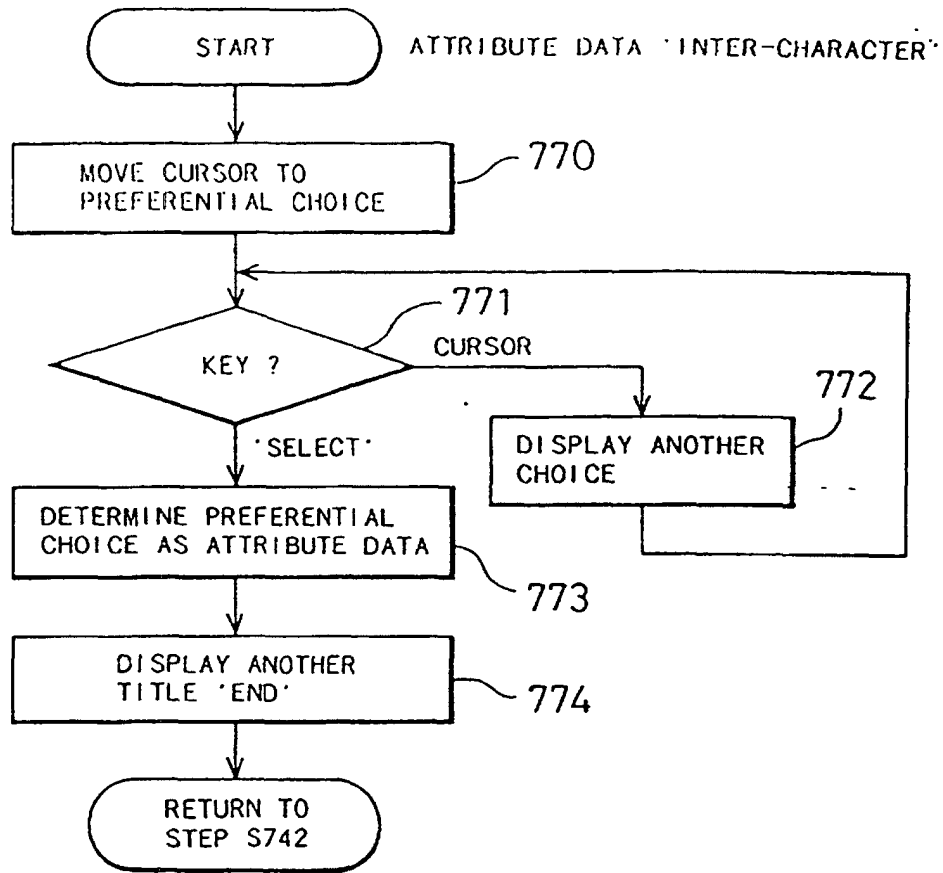 START
ATTRIBUTE DATA 'INTER-CHARACTER'
770
MOVE CURSOR TO
PREFERENTIAL CHOICE
771
KEY ?
CURSOR
772
'SELECT'
DISPLAY ANOTHER
CHOICE
DETERMINE PREFERENTIAL
CHOICE AS ATTRIBUTE DATA
773
DISPLAY ANOTHER
TITLE 'END'
774
RETURN TO
STEP S742